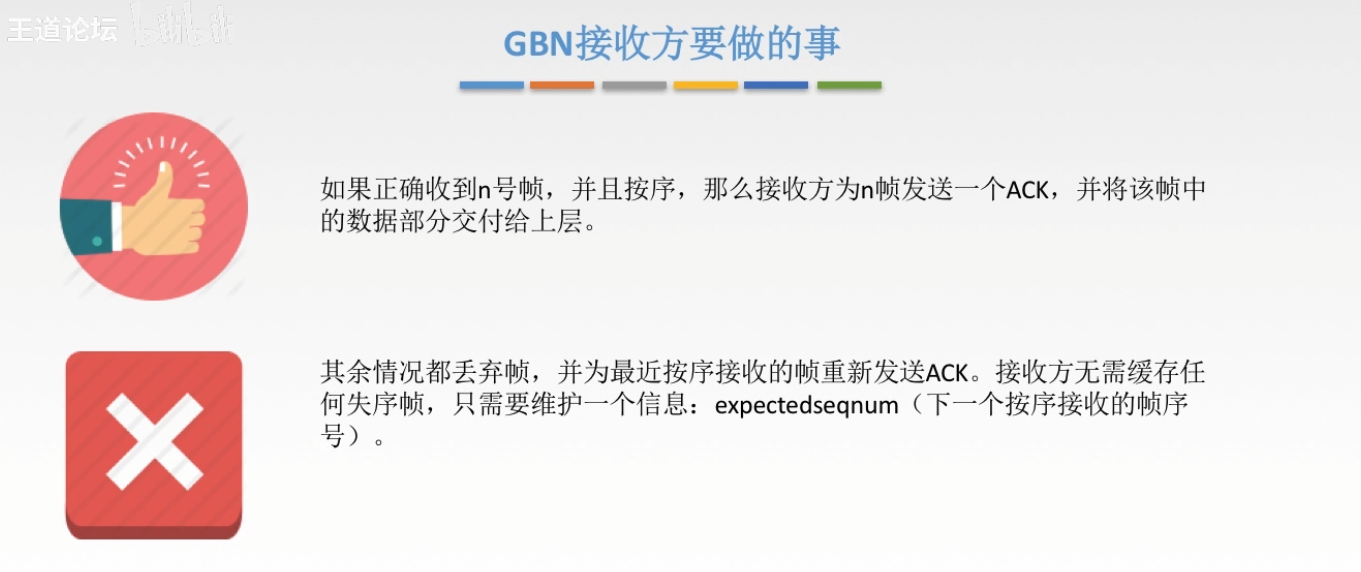 王道论坛 bilibili
GBN接收方要做的事
如果正确收到n号帧，并且按序，那么接收方为n帧发送一个ACK，并将该帧中
的数据部分交付给上层。
其余情况都丢弃帧，并为最近按序接收的帧重新发送ACK。接收方无需缓存任
何失序帧，只需要维护一个信息：expectedseqnum（下一个按序接收的帧序
号）。